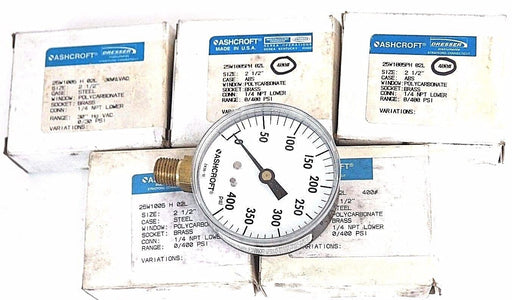 ASHCROFT® DRESSER
25W1005 H 02L
SIZE: 2 1/2"
CASE: STEEL
WINDOW: POLYCARBONATE
SOCKET: BRASS
CONN: 1/4 NPT LOWER
RANGE: 30" Hg.VAC
0/30 PSI
VARIATIONS:
ASHCROFT®
MADE IN U.S.A.
25W1005PH 02L 400#
SIZE: 2 1/2"
CASE: ABS
WINDOW: POLYCARBONATE
SOCKET: BRASS
CONN: 1/4 NPT LOWER
0/400 PSI
ASHCROFT® DRESSER
25W1005PH 02L 400#
SIZE: 2 1/2"
CASE: ABS
WINDOW: POLYCARBONATE
SOCKET: BRASS
CONN: 1/4 NPT LOWER
0/400 PSI
VARIATIONS:
0 50 100 150 200 250 300 350 400
ASHCROFT®
PSI
25W1005 H 02L
SIZE: 2 1/2"
CASE: STEEL
WINDOW: POLYCARBONATE
SOCKET: BRASS
CONN: 1/4 NPT LOWER
0/400 PSI
VARIATIONS:
02L 400#
1/2"
STEEL
POLYCARBONATE
BRASS
1/4 NPT LOWER
0/400 PSI
VARIATIONS: